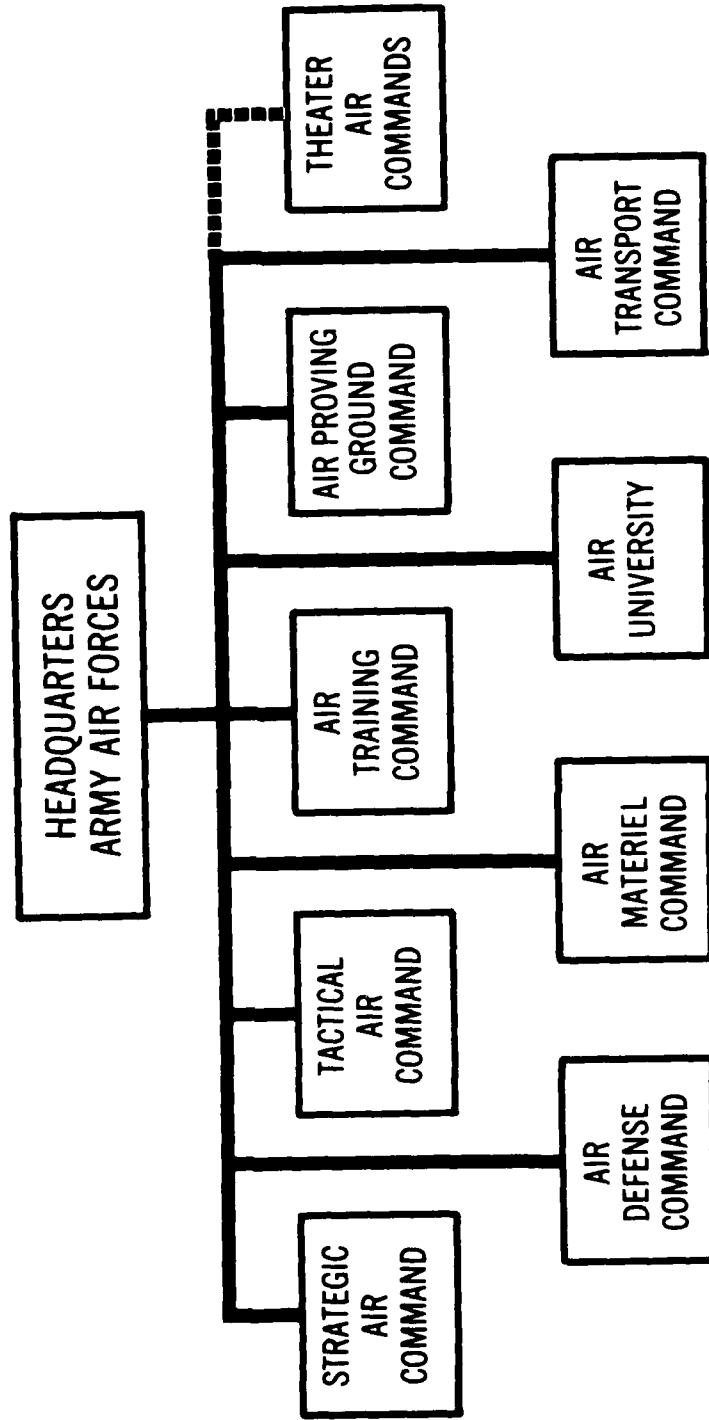 HEADQUARTERS
ARMY AIR FORCES
STRATEGIC
AIR
COMMAND
TACTICAL
AIR
COMMAND
AIR
TRAINING
COMMAND
AIR PROVING
GROUND
COMMAND
THEATER
AIR
COMMANDS
AIR
DEFENSE
COMMAND
AIR
MATERIEL
COMMAND
AIR
UNIVERSITY
AIR
TRANSPORT
COMMAND